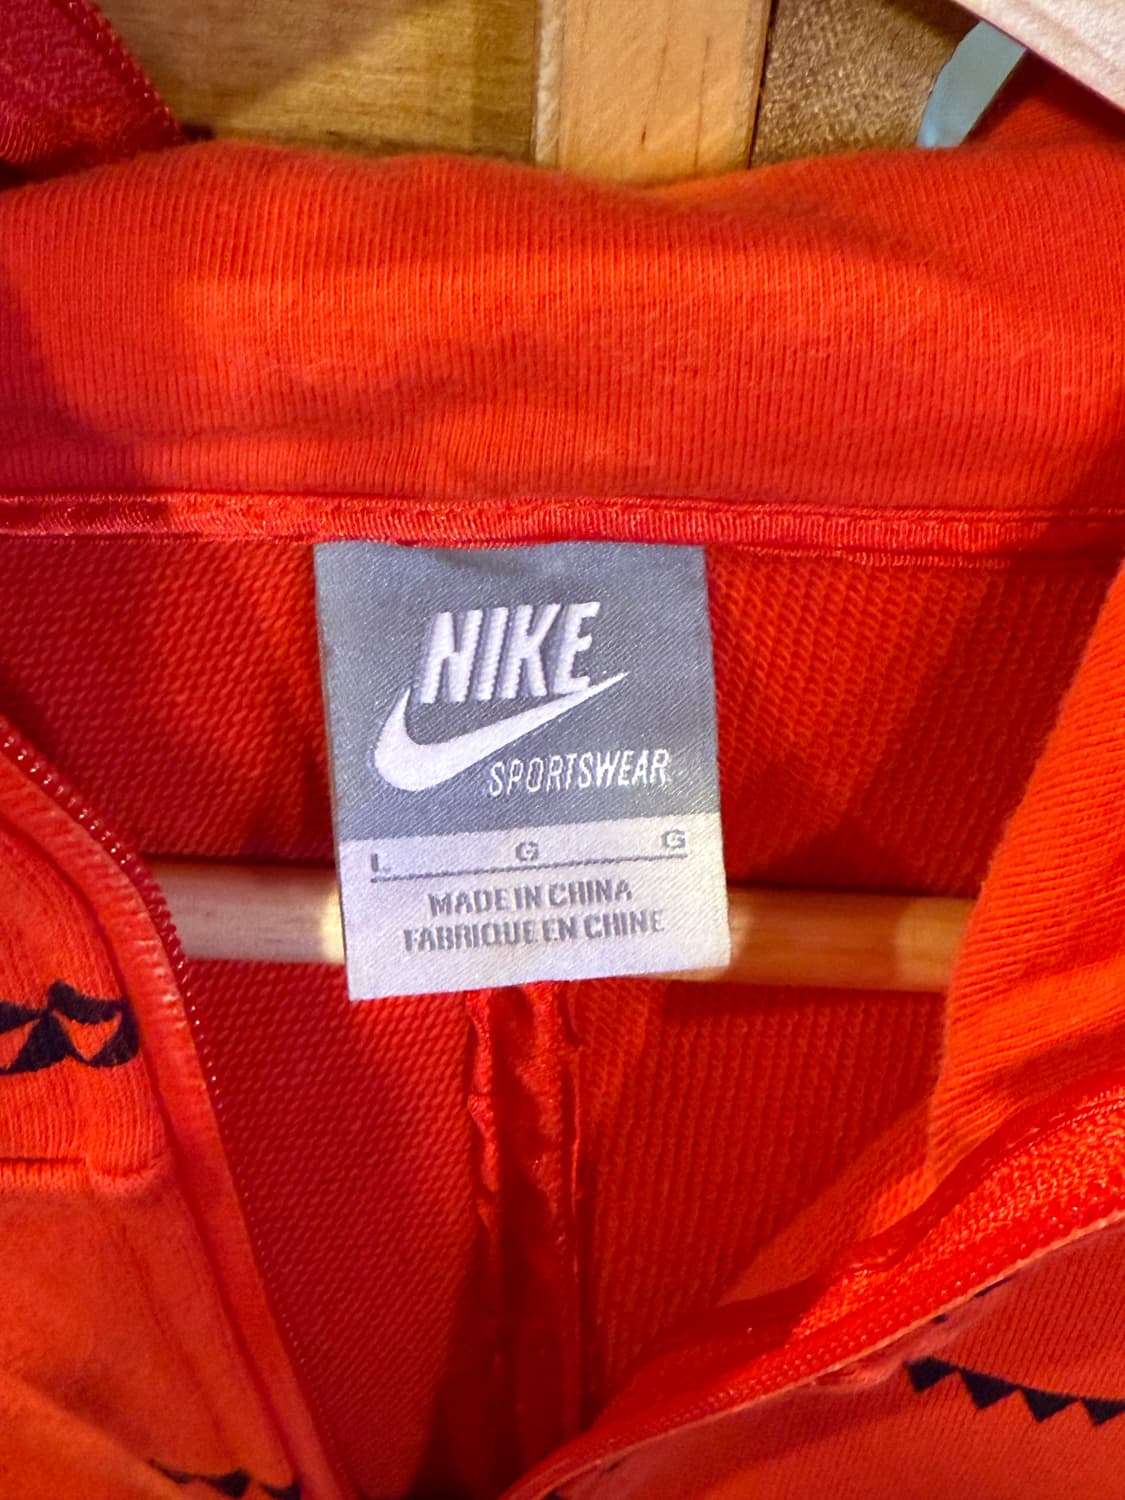 NIKE
SPORTSWEAR
L G G
MADE IN CHINA
FABRIQUE EN CHINE